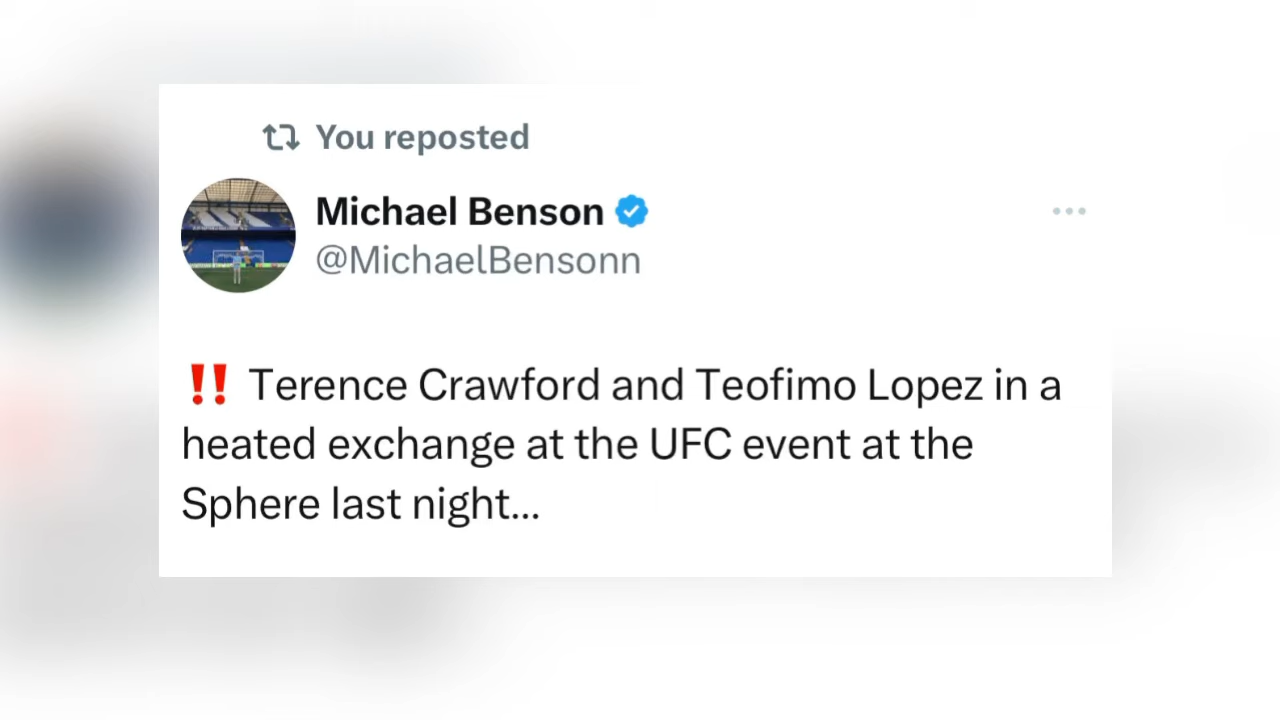 You reposted
Michael Benson
@MichaelBensonn
‼️ Terence Crawford and Teofimo Lopez in a
heated exchange at the UFC event at the
Sphere last night...